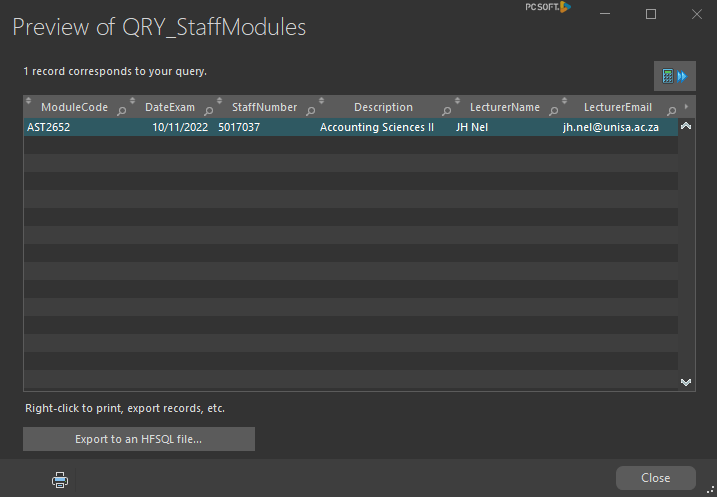 PC SOFT
Preview of QRY_StaffModules
1 record corresponds to your query.
ModuleCode DateExam StaffNumber Description LecturerName LecturerEmail
AST2652 10/11/2022 5017037 Accounting Sciences II JH Nel jh.nel@unisa.ac.za
Right-click to print, export records, etc.
Export to an HFSQL file...
Close